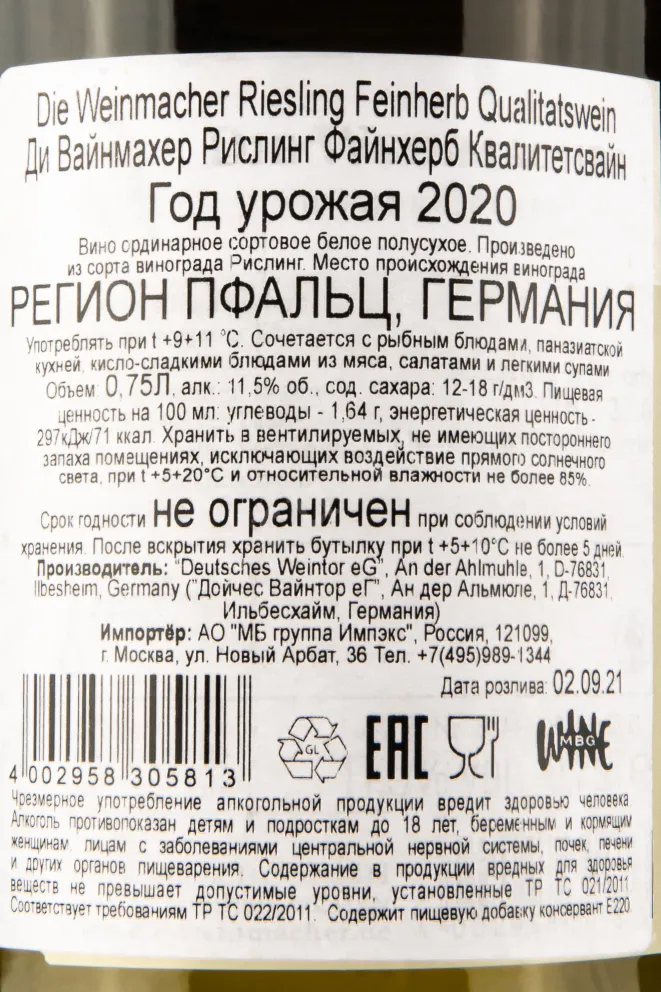 Die Weinmacher Riesling Feinherb Qualitatswein
Ди Вайнмахер Рислинг Файнхерб Квалитетсвайн
Год урожая 2020
Вино ординарное сортовое белое полусухое. Произведено
из сорта винограда Рислинг. Место происхождения винограда
РЕГИОН ПФАЛЬЦ, ГЕРМАНИЯ
Употреблять при t +9+11 °C. Сочетается с рыбным блюдами, паназиатской
кухней, кисло-сладкими блюдами из мяса, салатами и легкими супами
Объем: 0,75Л, алк.: 11,5% об., сод. сахара: 12-18 г/дм3. Пищевая
ценность на 100 мл: углеводы - 1,64 г, энергетическая ценность -
297кДж/71 ккал. Хранить в вентилируемых, не имеющих постороннего
запаха помещениях, исключающих воздействие прямого солнечного
света, при t +5+20°C и относительной влажности не более 85%.
Срок годности не ограничен при соблюдении условий
хранения. После вскрытия хранить бутылку при t +5+10°C не более 5 дней.
Производитель: "Deutsches Weintor eG", An der Ahlmuhle, 1, D-76831,
Ilbesheim, Germany ("Дойчес Вайнтор еГ", Ан дер Альмюле, 1, Д-76831,
Ильбесхайм, Германия)
Импортёр: АО "МБ группа Импэкс", Россия, 121099,
г. Москва, ул. Новый Арбат, 36 Тел. +7(495)989-1344
Дата розлива: 02.09.21
4 002958 305813
GL
EAC
WINE
MBG
Чрезмерное употребление алкогольной продукции вредит здоровью человека.
Алкоголь противопоказан детям и подросткам до 18 лет, беременным и кормящим
женщинам, лицам с заболеваниями центральной нервной системы, почек, печени
и других органов пищеварения. Содержание в продукции вредных для здоровья
веществ не превышает допустимые уровни, установленные ТР ТС 021/2011.
Соответствует требованиям ТР ТС 022/2011. Содержит пищевую добавку консервант Е220.